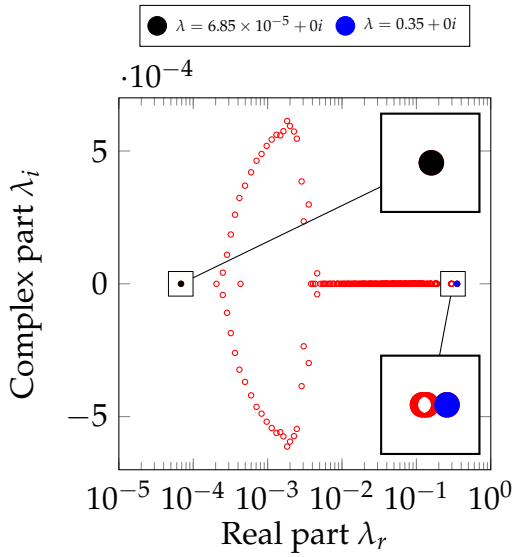 λ = 6.85 × 10⁻⁵ + 0i λ = 0.35 + 0i
·10⁻⁴
5
0
−5
Complex part λᵢ
10⁻⁵ 10⁻⁴ 10⁻³ 10⁻² 10⁻¹ 10⁰
Real part λᵣ